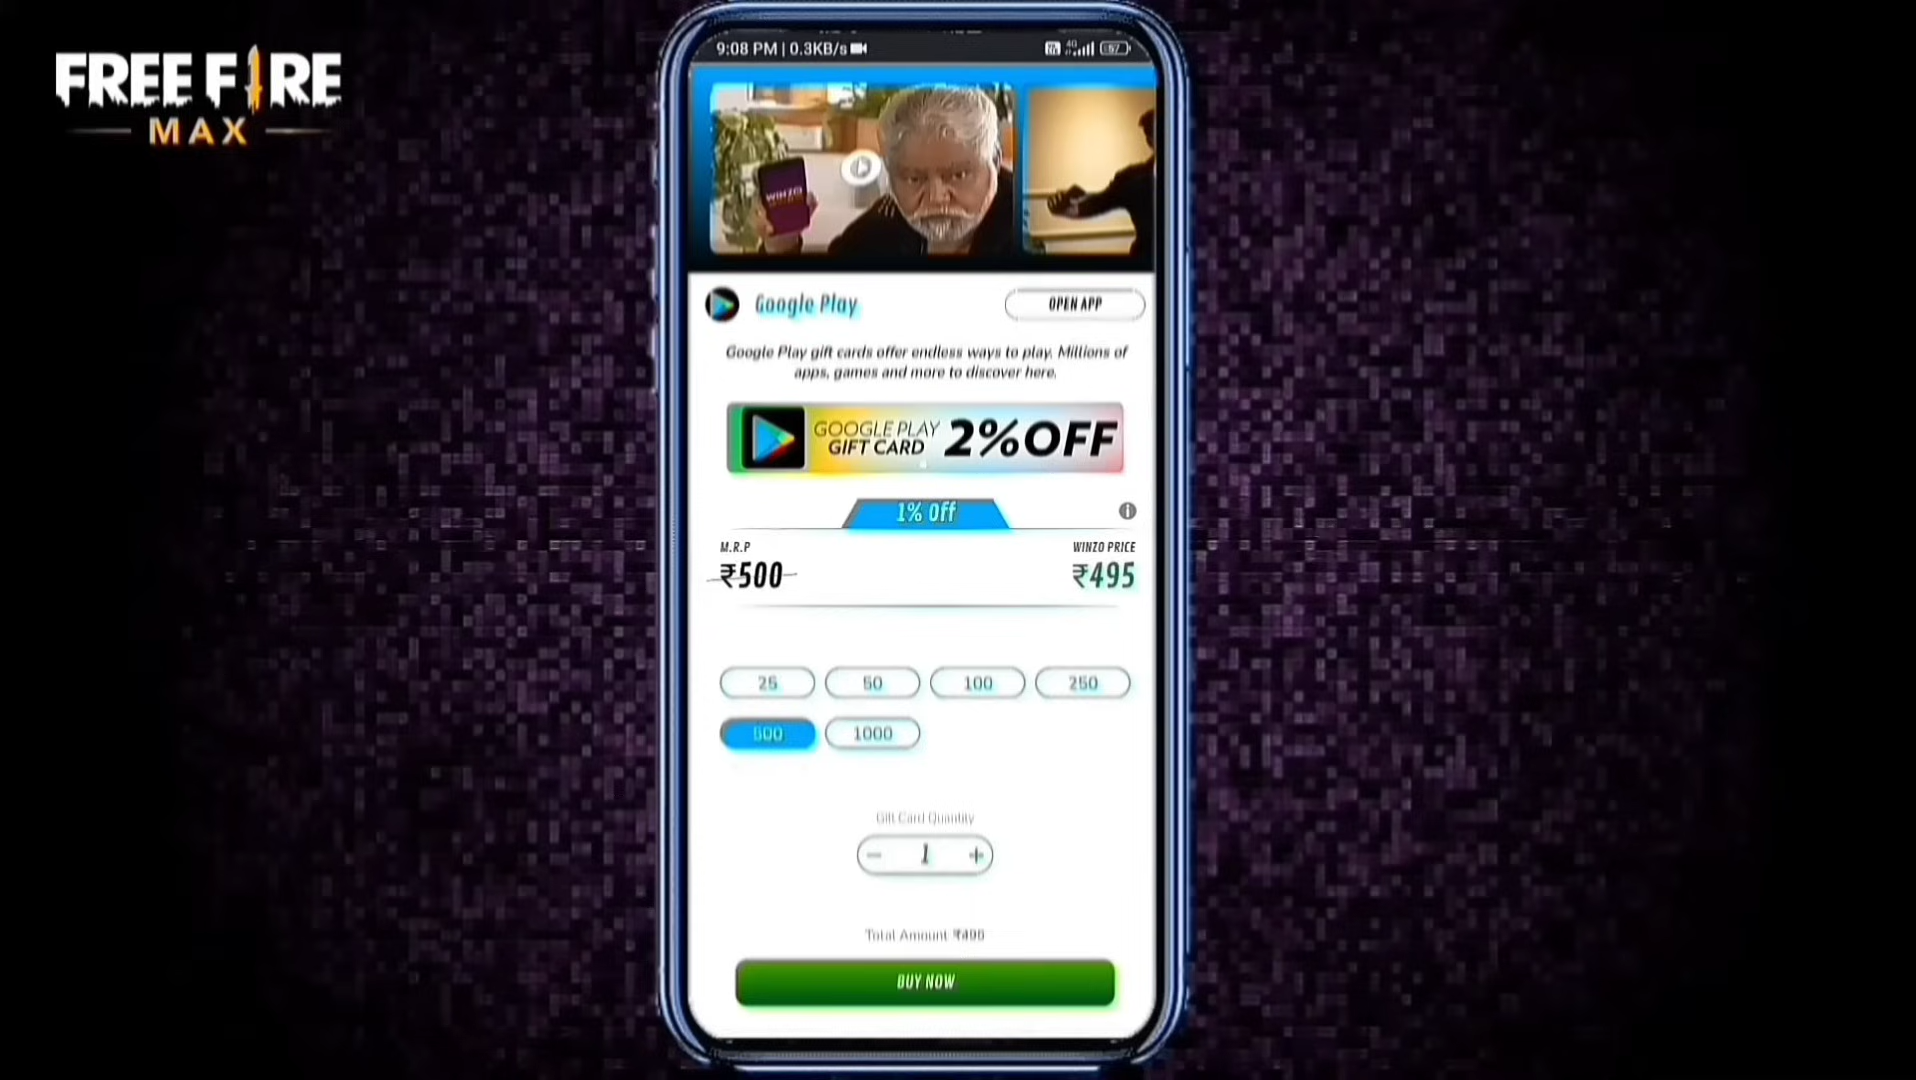 FREE FIRE
MAX
9:08 PM | 0.3KB/s
4G
57
WINZO
Google Play
OPEN APP
Google Play gift cards offer endless ways to play. Millions of
apps, games and more to discover here.
GOOGLE PLAY
GIFT CARD
2%OFF
1% Off
M.R.P
WINZO PRICE
₹500
₹495
25
50
100
250
500
1000
Gift Card Quantity
1
Total Amount ₹495
BUY NOW